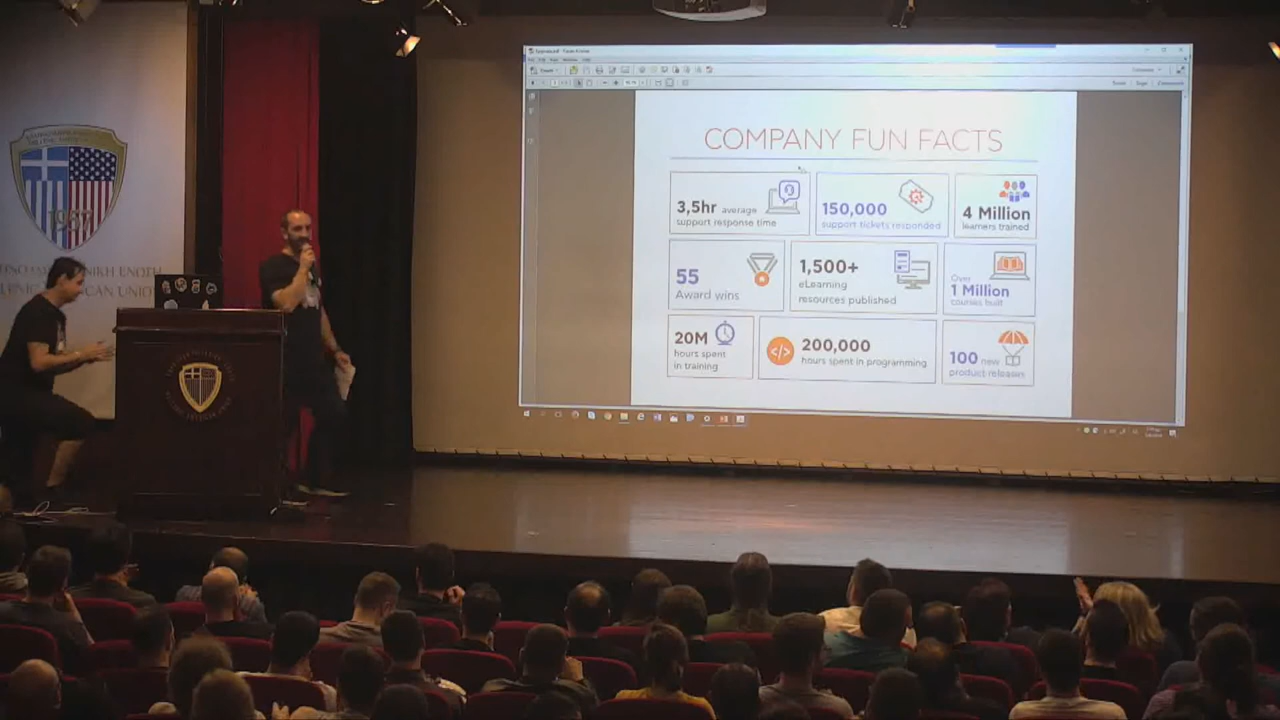 COMPANY FUN FACTS
3,5hr average
support response time
150,000
support tickets responded
4 Million
learners trained
55
Award wins
1,500+
eLearning
resources published
Over
1 Million
courses built
20M
hours spent
in training
</>
200,000
hours spent in programming
100 new
product releases
1957